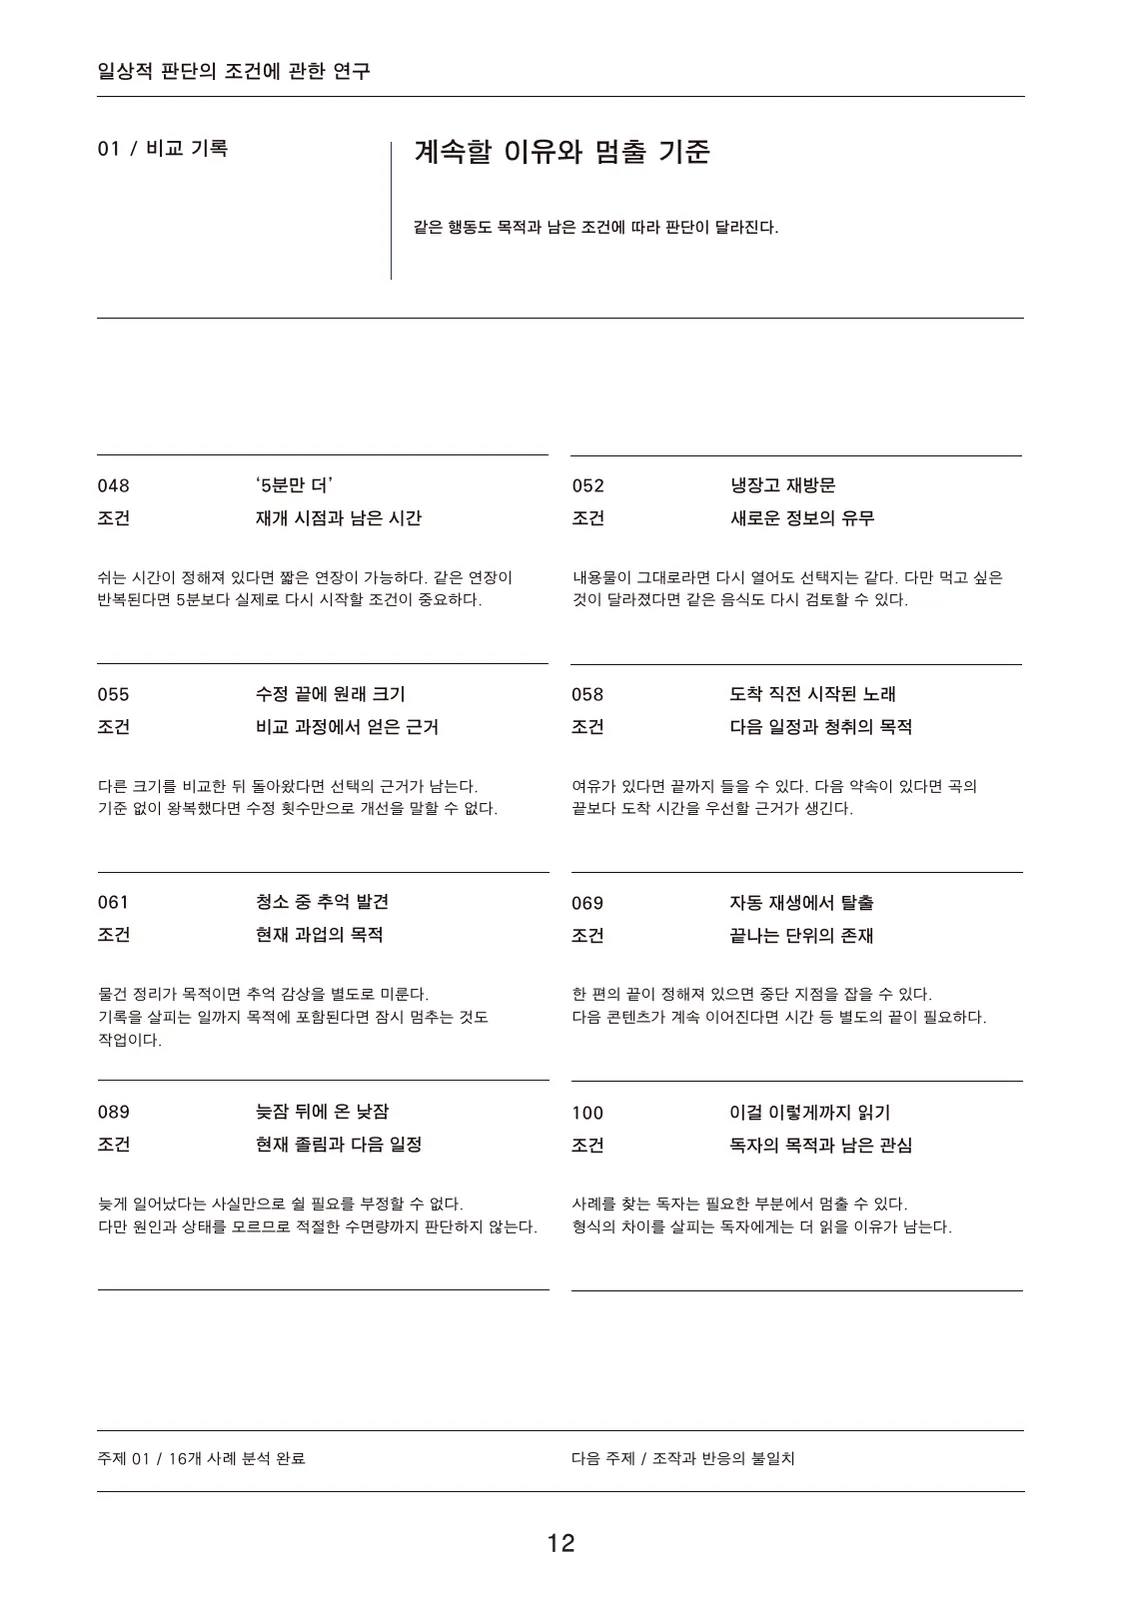 일상적 판단의 조건에 관한 연구
01 / 비교 기록
계속할 이유와 멈출 기준
같은 행동도 목적과 남은 조건에 따라 판단이 달라진다.
048 ‘5분만 더’
조건 재개 시점과 남은 시간
쉬는 시간이 정해져 있다면 짧은 연장이 가능하다. 같은 연장이
반복된다면 5분보다 실제로 다시 시작할 조건이 중요하다.
052 냉장고 재방문
조건 새로운 정보의 유무
내용물이 그대로라면 다시 열어도 선택지는 같다. 다만 먹고 싶은
것이 달라졌다면 같은 음식도 다시 검토할 수 있다.
055 수정 끝에 원래 크기
조건 비교 과정에서 얻은 근거
다른 크기를 비교한 뒤 돌아왔다면 선택의 근거가 남는다.
기준 없이 왕복했다면 수정 횟수만으로 개선을 말할 수 없다.
058 도착 직전 시작된 노래
조건 다음 일정과 청취의 목적
여유가 있다면 끝까지 들을 수 있다. 다음 약속이 있다면 곡의
끝보다 도착 시간을 우선할 근거가 생긴다.
061 청소 중 추억 발견
조건 현재 과업의 목적
물건 정리가 목적이면 추억 감상을 별도로 미룬다.
기록을 살피는 일까지 목적에 포함된다면 잠시 멈추는 것도
작업이다.
069 자동 재생에서 탈출
조건 끝나는 단위의 존재
한 편의 끝이 정해져 있으면 중단 지점을 잡을 수 있다.
다음 콘텐츠가 계속 이어진다면 시간 등 별도의 끝이 필요하다.
089 늦잠 뒤에 온 낮잠
조건 현재 졸림과 다음 일정
늦게 일어났다는 사실만으로 쉴 필요를 부정할 수 없다.
다만 원인과 상태를 모르므로 적절한 수면량까지 판단하지 않는다.
100 이걸 이렇게까지 읽기
조건 독자의 목적과 남은 관심
사례를 찾는 독자는 필요한 부분에서 멈출 수 있다.
형식의 차이를 살피는 독자에게는 더 읽을 이유가 남는다.
주제 01 / 16개 사례 분석 완료
다음 주제 / 조작과 반응의 불일치
12